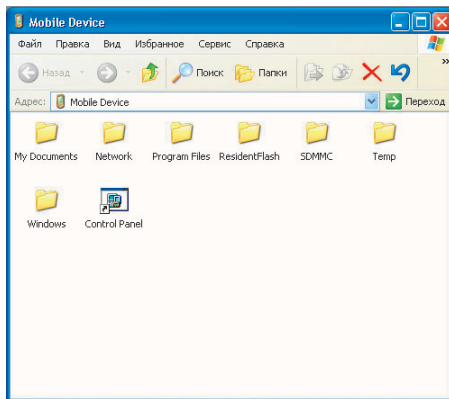 Mobile Device
Файл Правка Вид Избранное Сервис Справка
Назад Поиск Папки
Адрес: Mobile Device Переход
My Documents Network Program Files ResidentFlash SDMMC Temp
Windows Control Panel